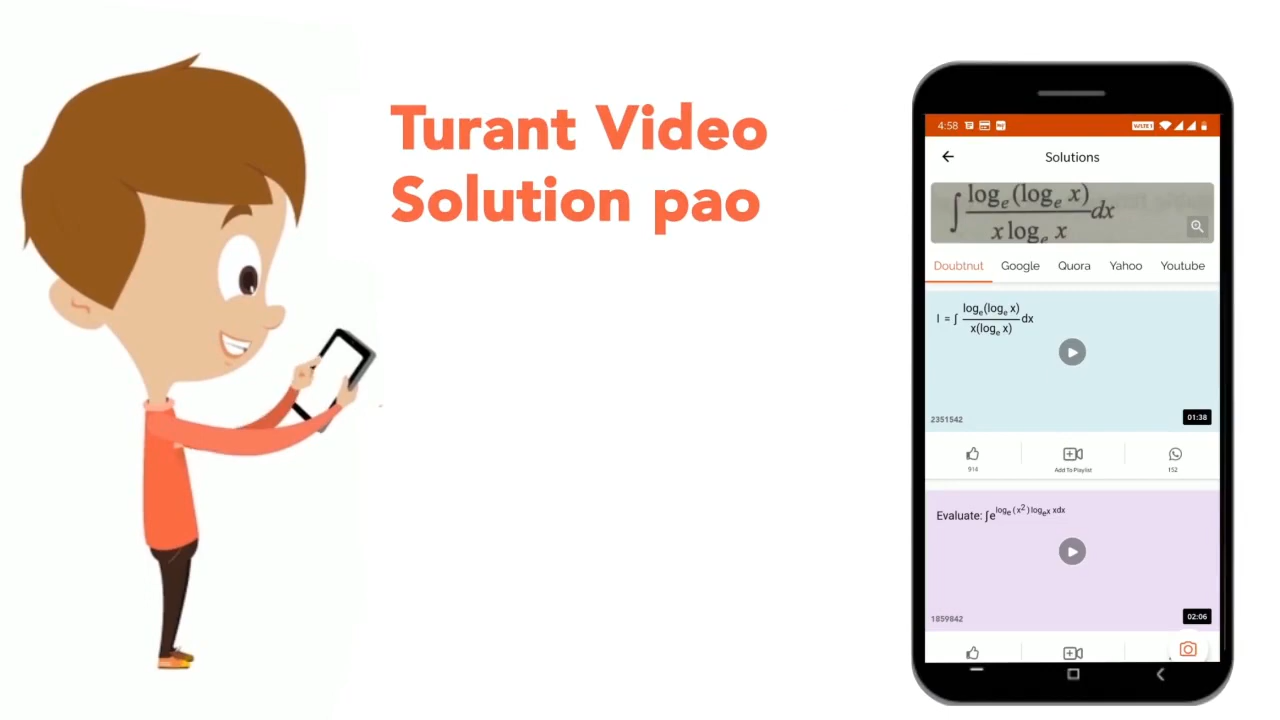 Turant Video
Solution pao
4:58
VoLTE1
Solutions
∫ logₑ(logₑ x) / x logₑ x dx
Doubtnut Google Quora Yahoo Youtube
I = ∫ logₑ(logₑ x) / x(logₑ x) dx
2351542 01:38
914 Add To Playlist 152
Evaluate: ∫e^logₑ(x²)logₑx xdx
1859842 02:06